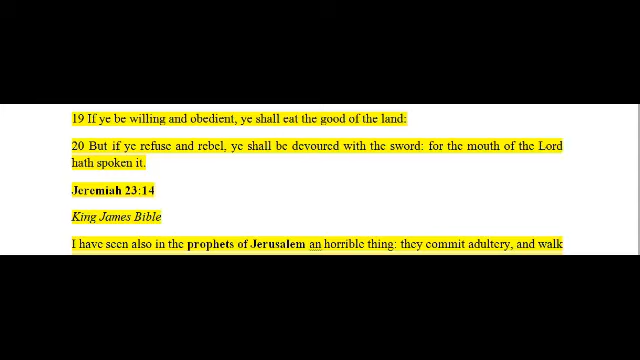 19 If ye be willing and obedient, ye shall eat the good of the land:
20 But if ye refuse and rebel, ye shall be devoured with the sword: for the mouth of the Lord
hath spoken it.
Jeremiah 23:14
King James Bible
I have seen also in the prophets of Jerusalem an horrible thing: they commit adultery, and walk